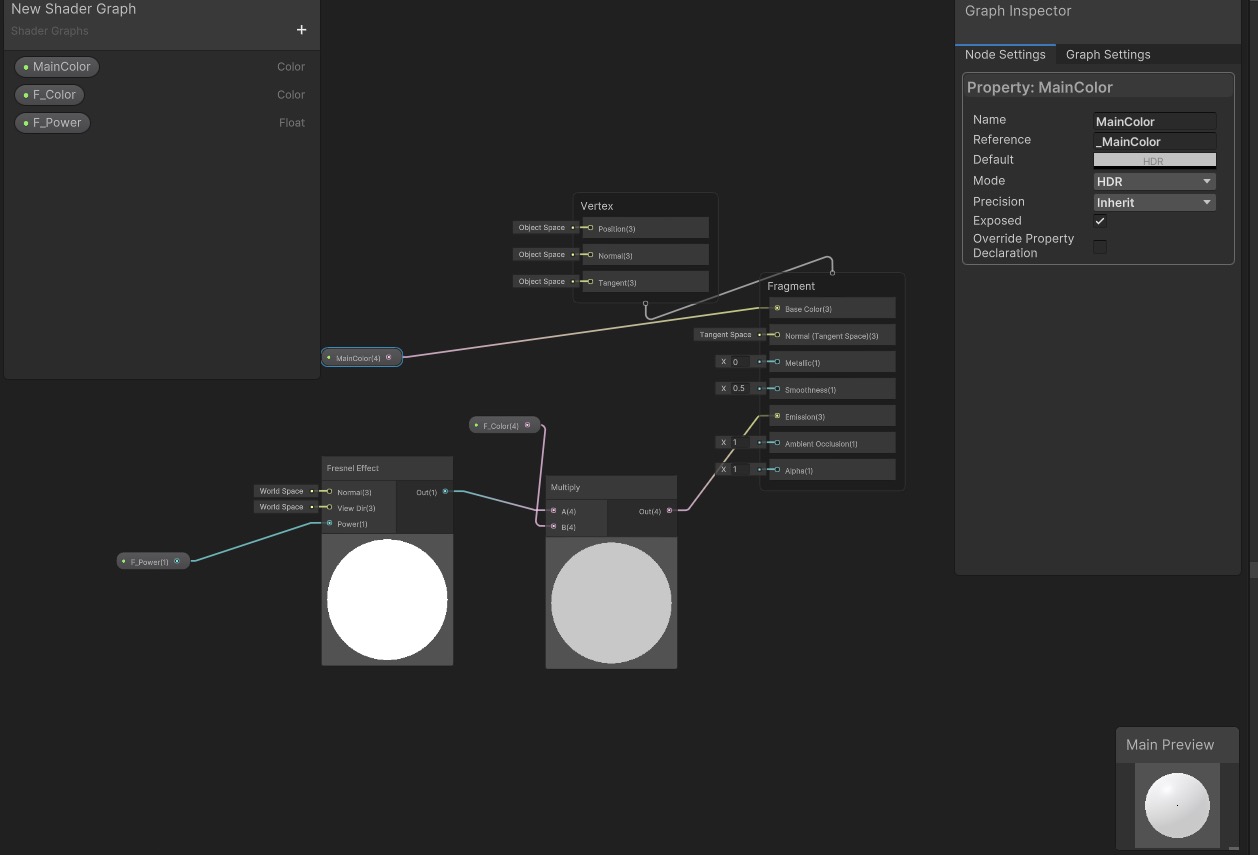 New Shader Graph
Shader Graphs
+
MainColor Color
F_Color Color
F_Power Float
Graph Inspector
Node Settings Graph Settings
Property: MainColor
Name MainColor
Reference _MainColor
Default HDR
Mode HDR
Precision Inherit
Exposed
Override Property
Declaration
Vertex
Object Space Position(3)
Object Space Normal(3)
Object Space Tangent(3)
Fragment
Base Color(3)
Tangent Space Normal (Tangent Space)(3)
X 0 Metallic(1)
X 0.5 Smoothness(1)
Emission(3)
X 1 Ambient Occlusion(1)
X 1 Alpha(1)
MainColor(4)
F_Color(4)
Fresnel Effect
World Space Normal(3) Out(1)
World Space View Dir(3)
Power(1)
F_Power(1)
Multiply
A(4) Out(4)
B(4)
Main Preview